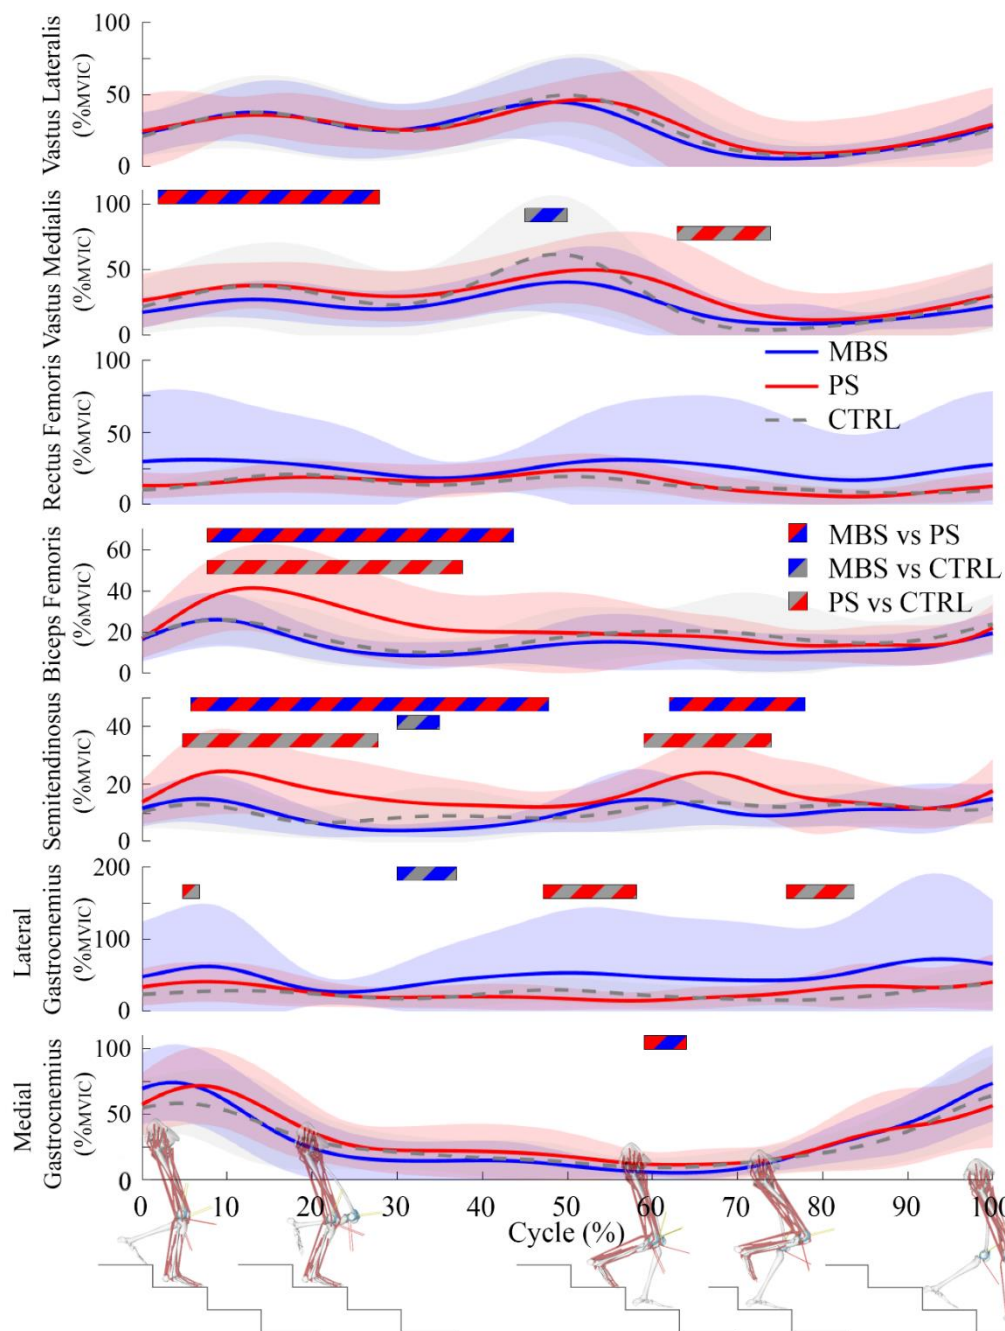 Vastus Lateralis
(%MVIC)
100
50
0
Vastus Medialis
(%MVIC)
100
50
0
Rectus Femoris
(%MVIC)
100
50
0
MBS
PS
CTRL
Biceps Femoris
(%MVIC)
60
40
20
0
MBS vs PS
MBS vs CTRL
PS vs CTRL
Semitendinosus
(%MVIC)
40
20
0
Lateral
Gastrocnemius
(%MVIC)
200
100
0
Medial
Gastrocnemius
(%MVIC)
100
50
0
0 10 20 30 40 50 60 70 80 90 100
Cycle (%)